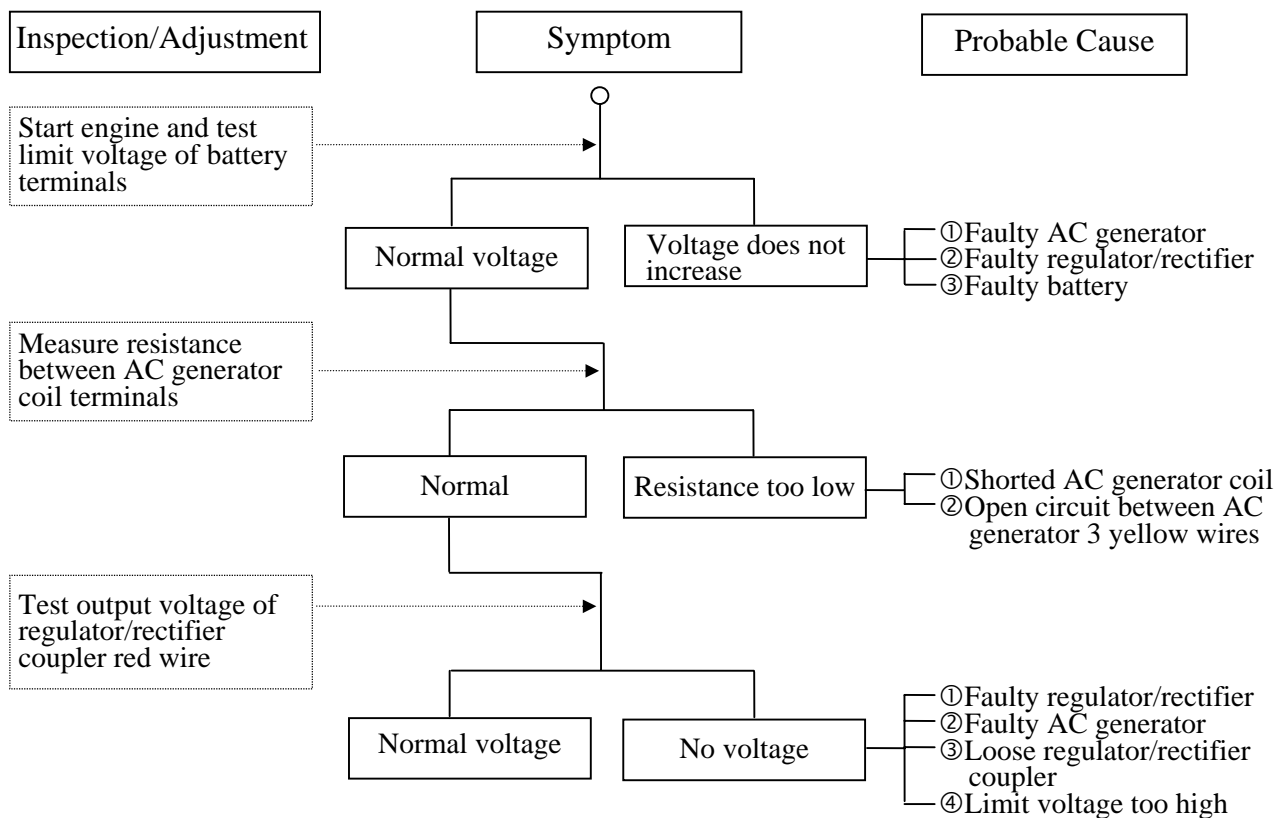 Inspection/Adjustment
Symptom
Probable Cause
Start engine and test
limit voltage of battery
terminals
Normal voltage
Voltage does not
increase
①Faulty AC generator
②Faulty regulator/rectifier
③Faulty battery
Measure resistance
between AC generator
coil terminals
Normal
Resistance too low
①Shorted AC generator coil
②Open circuit between AC
generator 3 yellow wires
Test output voltage of
regulator/rectifier
coupler red wire
Normal voltage
No voltage
①Faulty regulator/rectifier
②Faulty AC generator
③Loose regulator/rectifier
coupler
④Limit voltage too high